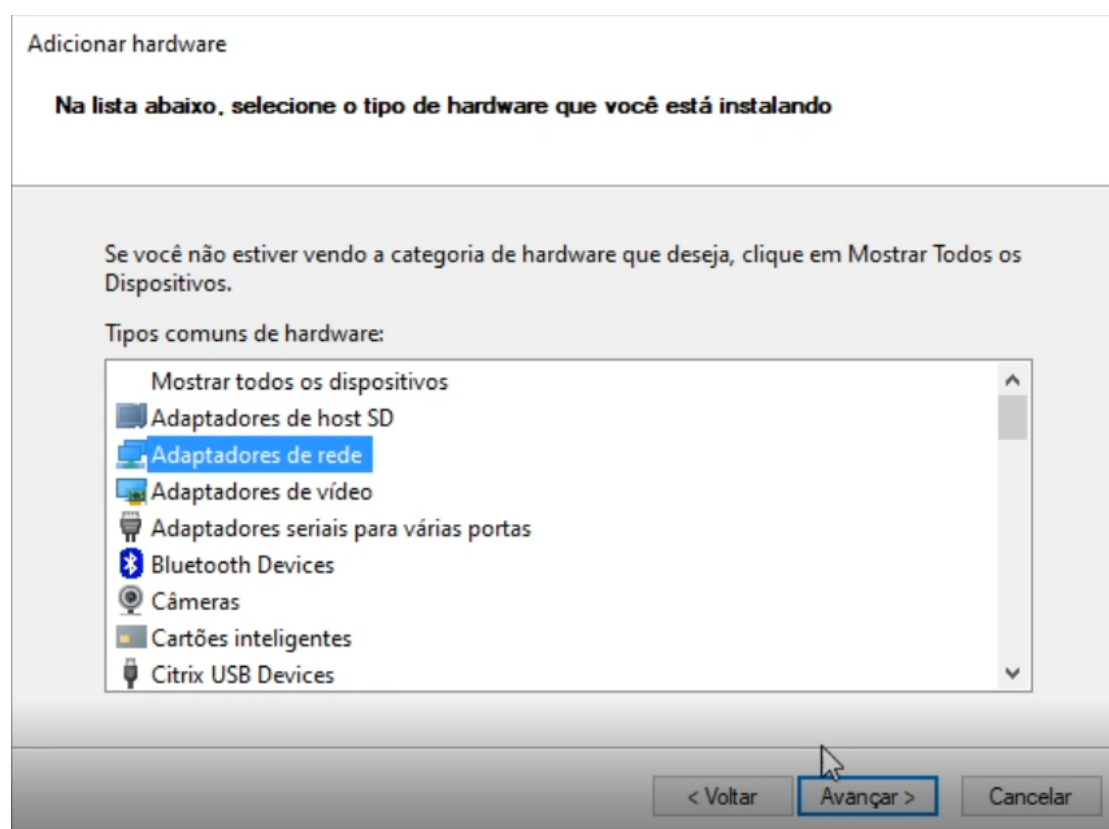 Adicionar hardware
Na lista abaixo, selecione o tipo de hardware que você está instalando
Se você não estiver vendo a categoria de hardware que deseja, clique em Mostrar Todos os
Dispositivos.
Tipos comuns de hardware:
Mostrar todos os dispositivos
Adaptadores de host SD
Adaptadores de rede
Adaptadores de vídeo
Adaptadores seriais para várias portas
Bluetooth Devices
Câmeras
Cartões inteligentes
Citrix USB Devices
< Voltar
Avançar >
Cancelar